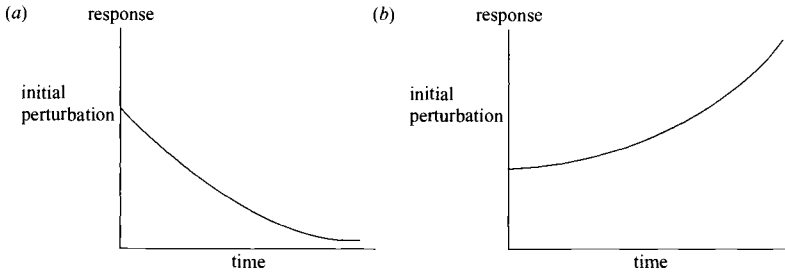 (a)
response
initial
perturbation
time
(b)
response
initial
perturbation
time